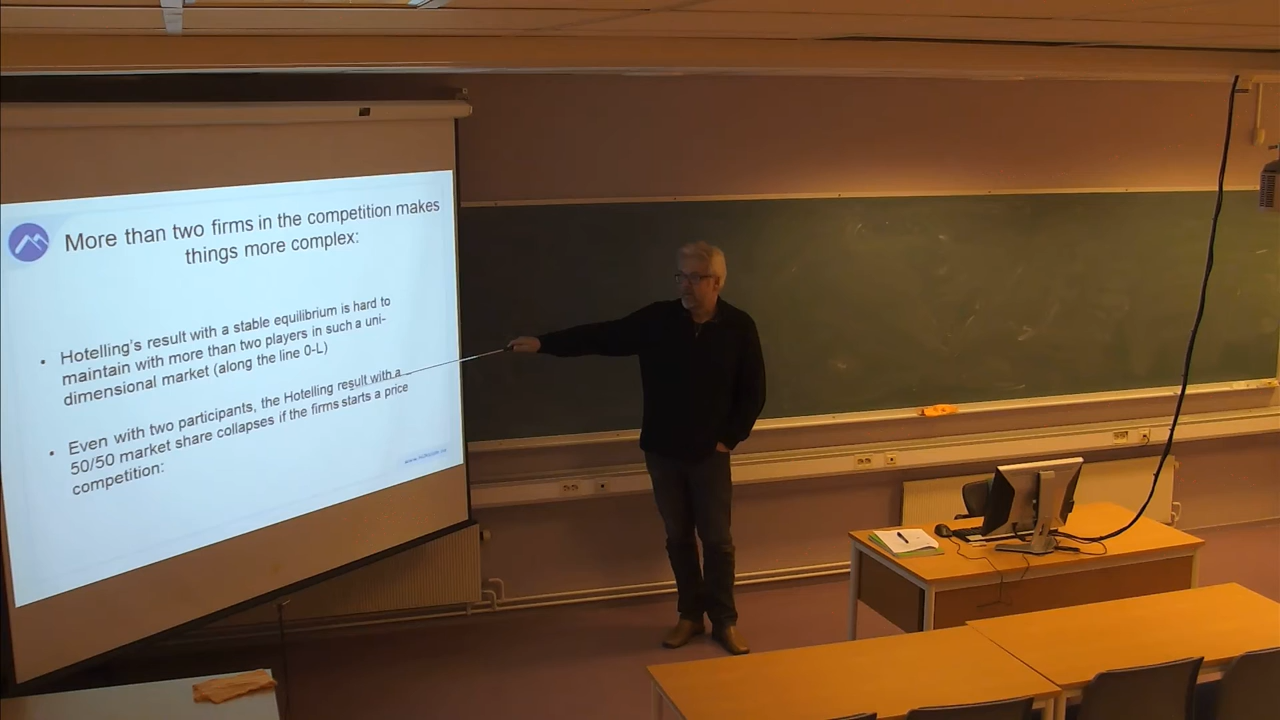 More than two firms in the competition makes
things more complex:
• Hotelling's result with a stable equilibrium is hard to
maintain with more than two players in such a uni-
dimensional market (along the line 0-L)
• Even with two participants, the Hotelling result with a
50/50 market share collapses if the firms starts a price
competition: